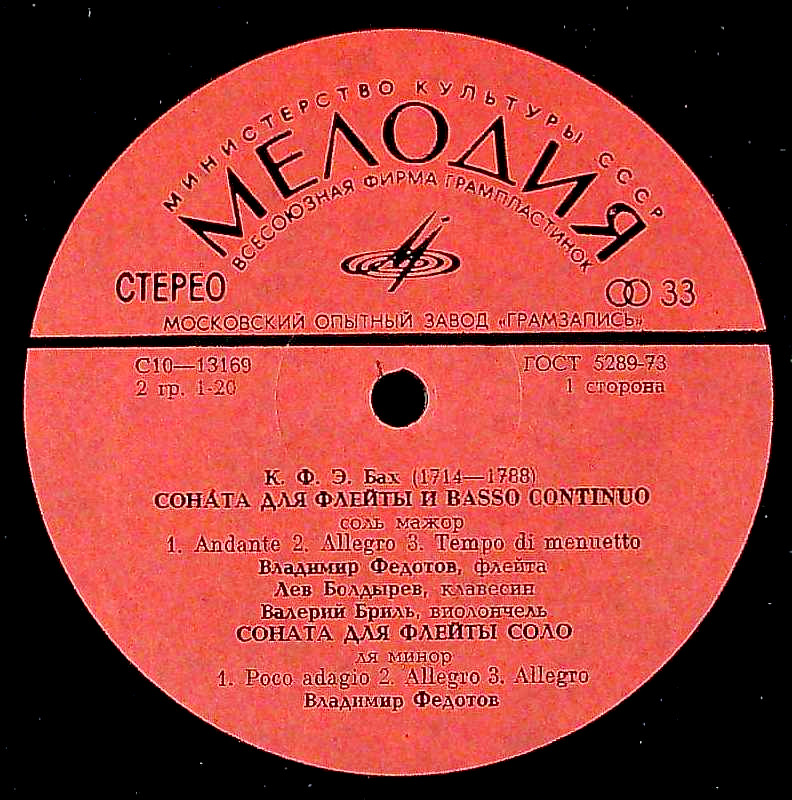 МИНИСТЕРСТВО КУЛЬТУРЫ СССР
МЕЛОДИЯ
ВСЕСОЮЗНАЯ ФИРМА ГРАМПЛАСТИНОК
СТЕРЕО
33
МОСКОВСКИЙ ОПЫТНЫЙ ЗАВОД «ГРАМЗАПИСЬ»
С10—13169
ГОСТ 5289-73
2 гр. 1-20
1 сторона
К. Ф. Э. Бах (1714—1788)
СОНАТА ДЛЯ ФЛЕЙТЫ И BASSO CONTINUO
соль мажор
1. Andante 2. Allegro 3. Tempo di menuetto
Владимир Федотов, флейта
Лев Болдырев, клавесин
Валерий Бриль, виолончель
СОНАТА ДЛЯ ФЛЕЙТЫ СОЛО
ля минор
1. Poco adagio 2. Allegro 3. Allegro
Владимир Федотов